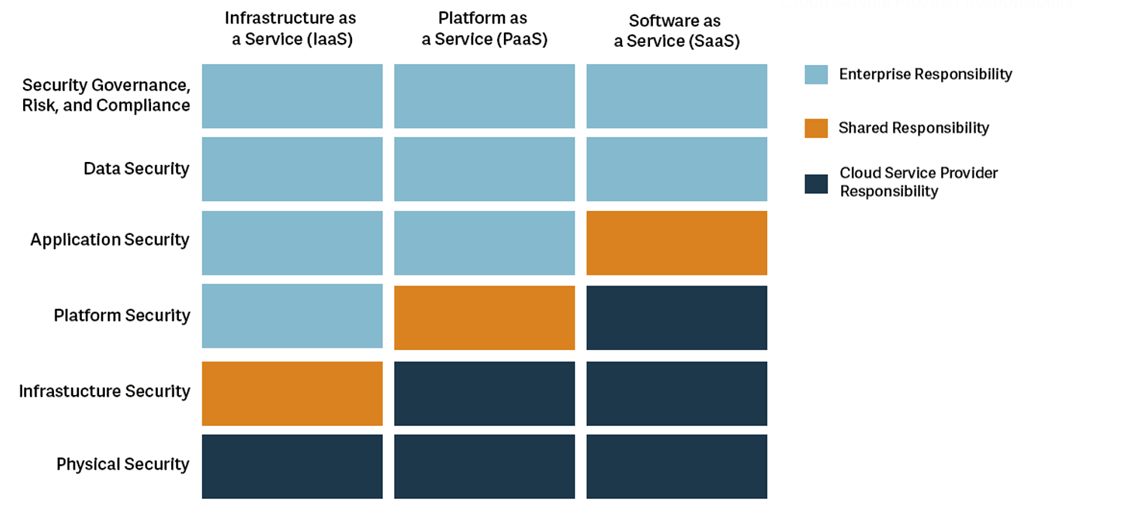 Infrastructure as
a Service (IaaS)
Platform as
a Service (PaaS)
Software as
a Service (SaaS)
Security Governance,
Risk, and Compliance
Data Security
Application Security
Platform Security
Infrastucture Security
Physical Security
Enterprise Responsibility
Shared Responsibility
Cloud Service Provider
Responsibility